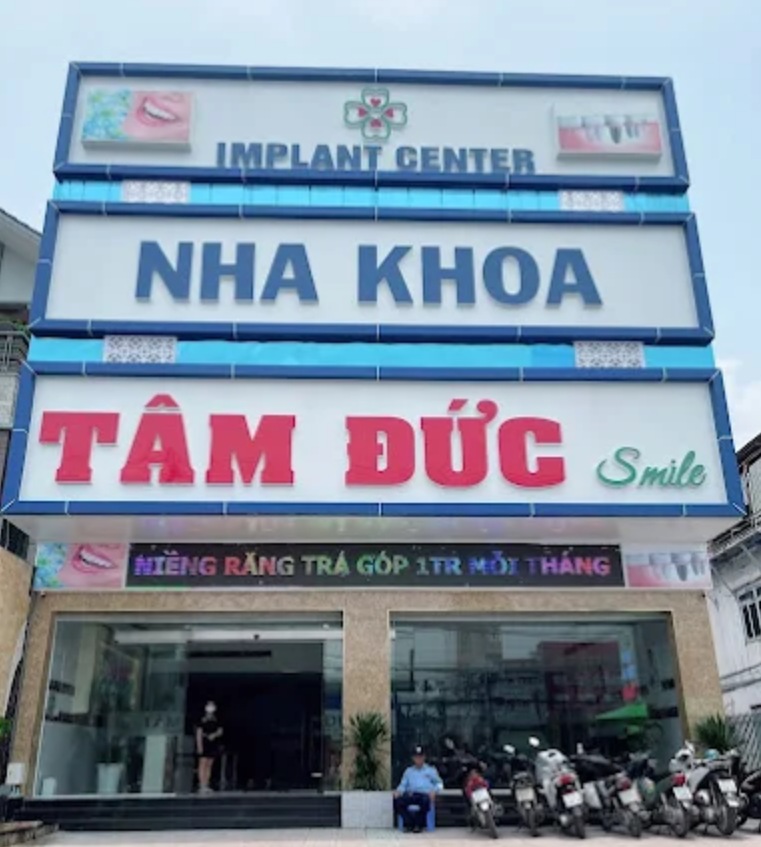 IMPLANT CENTER
NHA KHOA
TÂM ĐỨC Smile
NIỀNG RĂNG TRẢ GÓP 1TR MỖI THÁNG